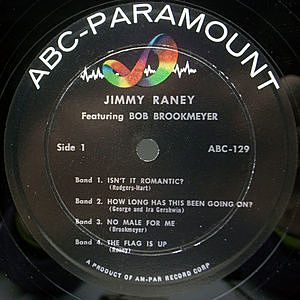 ABC-PARAMOUNT
JIMMY RANEY
Featuring BOB BROOKMEYER
Side 1
ABC-129
Band 1. ISN'T IT ROMANTIC?
(Rodgers-Hart)
Band 2. HOW LONG HAS THIS BEEN GOING ON?
(George and Ira Gershwin)
Band 3. NO MALE FOR ME
(Brookmeyer)
Band 4. THE FLAG IS UP
(Raney)
A PRODUCT OF AM-PAR RECORD CORP